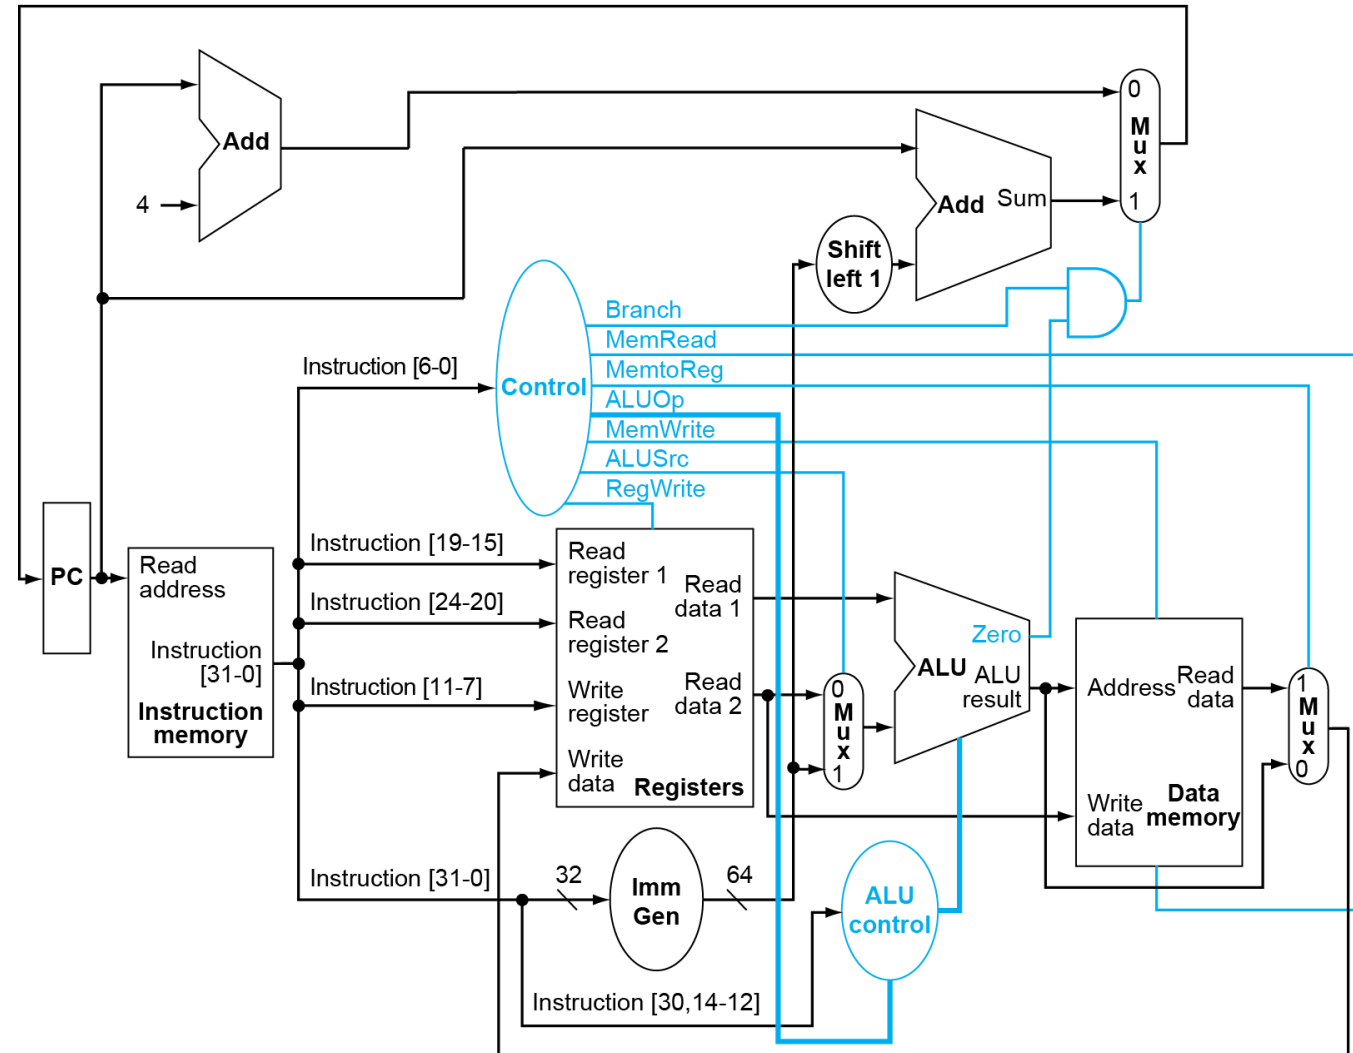 0
M
u
x
1
Add
4
Add Sum
Shift
left 1
Branch
MemRead
MemtoReg
ALUOp
MemWrite
ALUSrc
RegWrite
Control
Instruction [6-0]
PC
Read
address
Instruction
[31-0]
Instruction
memory
Instruction [19-15]
Instruction [24-20]
Instruction [11-7]
Instruction [31-0]
Read
register 1
Read
register 2
Write
register
Write
data
Read
data 1
Read
data 2
Registers
0
M
u
x
1
Zero
ALU
ALU
result
Address
Read
data
Write
data
Data
memory
1
M
u
x
0
32
Imm
Gen
64
ALU
control
Instruction [30,14-12]